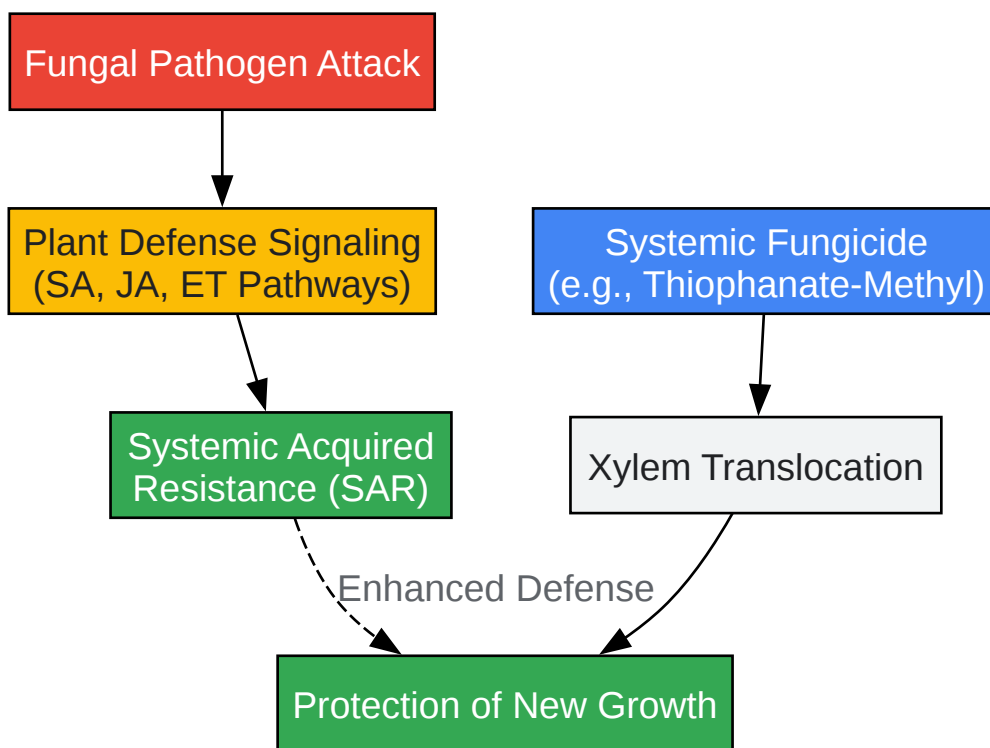 Fungal Pathogen Attack
Plant Defense Signaling
(SA, JA, ET Pathways)
Systemic Fungicide
(e.g., Thiophanate-Methyl)
Systemic Acquired
Resistance (SAR)
Xylem Translocation
Enhanced Defense
Protection of New Growth